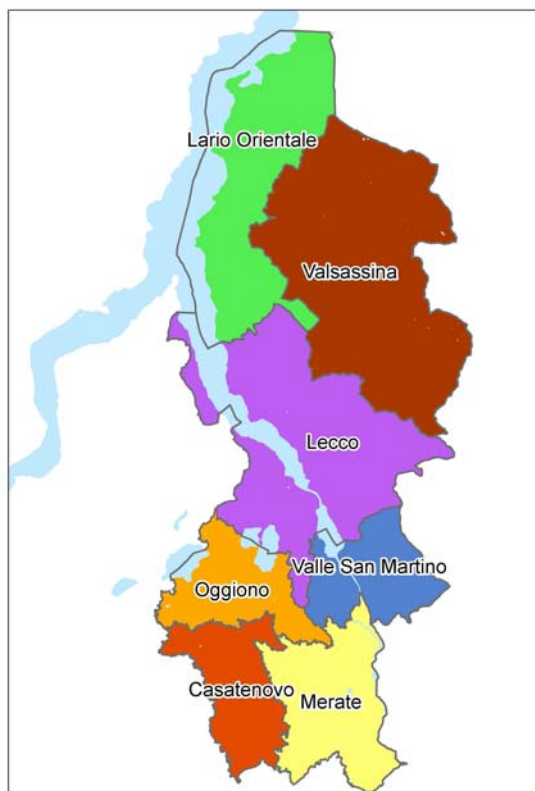 Lario Orientale
Valsassina
Lecco
Valle San Martino
Oggiono
Casatenovo
Merate